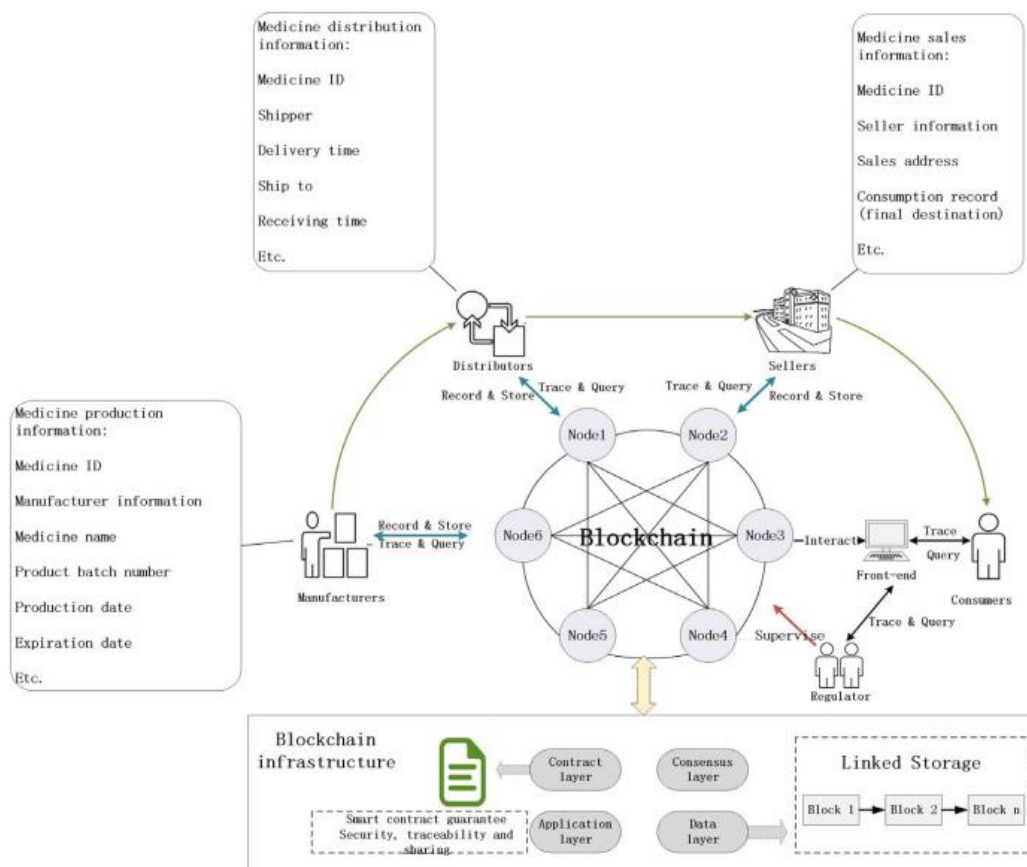 Medicine distribution
information:
Medicine ID
Shipper
Delivery time
Ship to
Receiving time
Etc.
Medicine sales
information:
Medicine ID
Seller information
Sales address
Consumption record
(final destination)
Etc.
Distributors
Sellers
Trace & Query
Record & Store
Trace & Query
Record & Store
Medicine production
information:
Medicine ID
Manufacturer information
Medicine name
Product batch number
Production date
Expiration date
Etc.
Manufacturers
Record & Store
Trace & Query
Node1
Node2
Node6
Blockchain
Node3
Node5
Node4
Interact
Front-end
Trace
Query
Consumers
Trace & Query
Supervise
Regulator
Blockchain
infrastructure
Contract
layer
Consensus
layer
Smart contract guarantee
Security, traceability and
sharing
Application
layer
Data
layer
Linked Storage
Block 1
Block 2
Block n